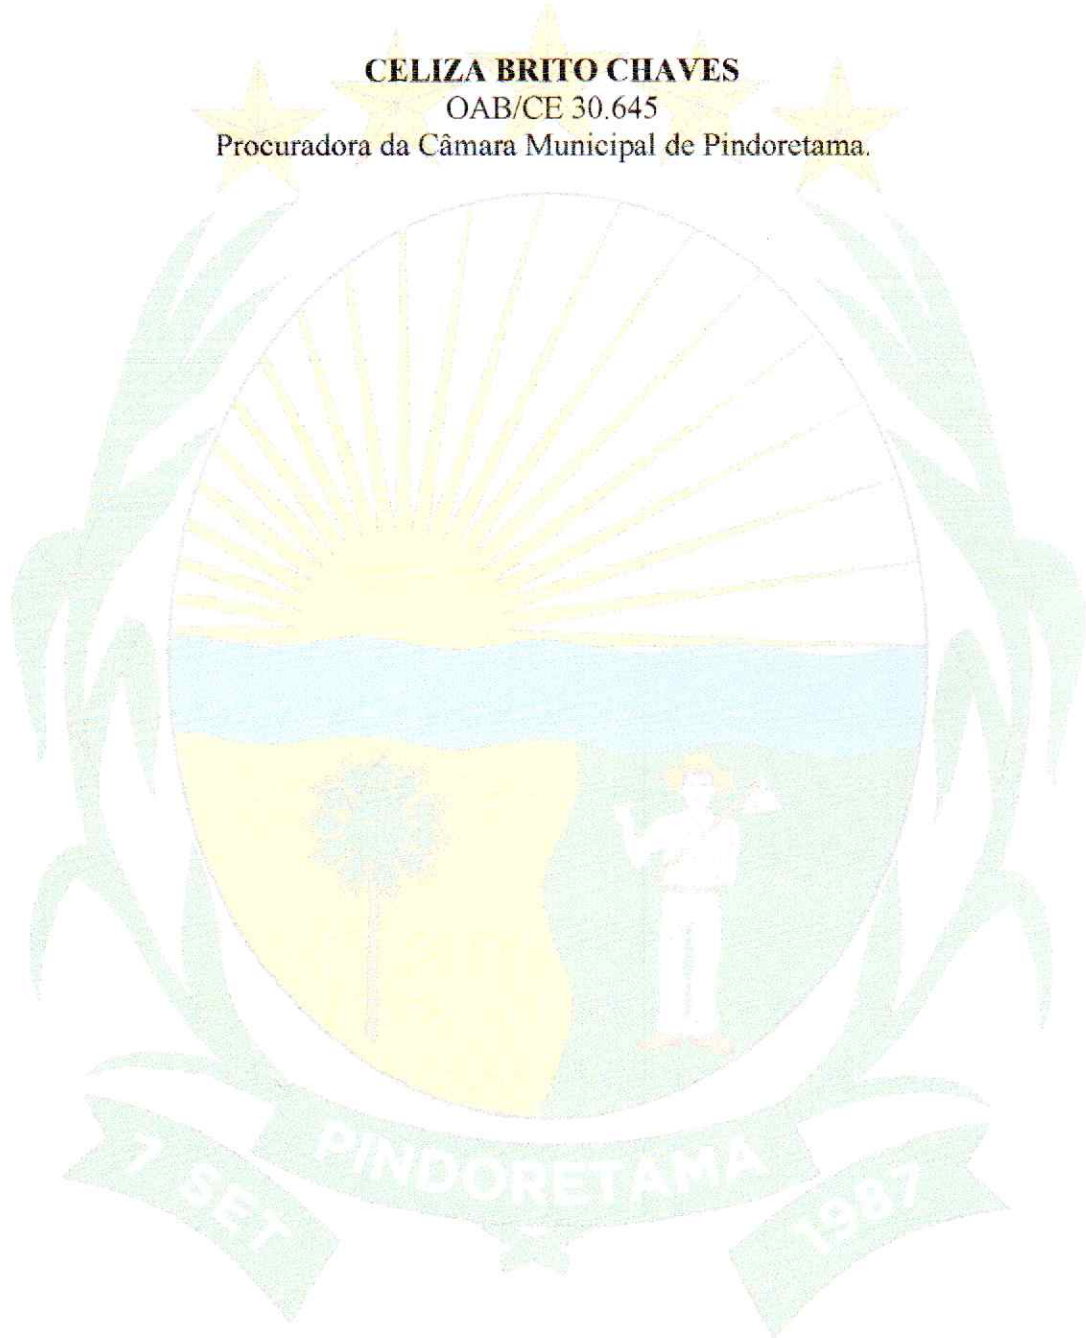 CELIZA BRITO CHAVES
OAB/CE 30.645
Procuradora da Câmara Municipal de Pindoretama.
PINDORETAMA
7 SET
1987